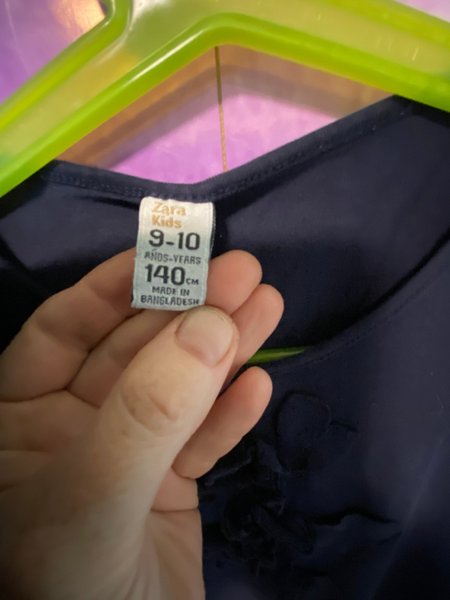 Zara
Kids
9-10
AÑOS-YEARS
140CM
MADE IN
BANGLADESH